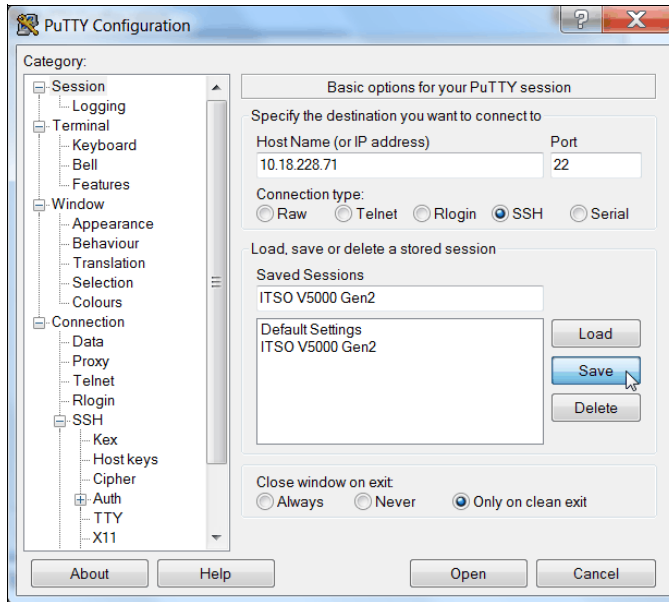 PuTTY Configuration
Category:
Session
Logging
Terminal
Keyboard
Bell
Features
Window
Appearance
Behaviour
Translation
Selection
Colours
Connection
Data
Proxy
Telnet
Rlogin
SSH
Kex
Host keys
Cipher
Auth
TTY
X11
Basic options for your PuTTY session
Specify the destination you want to connect to
Host Name (or IP address) Port
10.18.228.71 22
Connection type:
Raw Telnet Rlogin SSH Serial
Load, save or delete a stored session
Saved Sessions
ITSO V5000 Gen2
Default Settings
ITSO V5000 Gen2
Load
Save
Delete
Close window on exit:
Always Never Only on clean exit
About Help Open Cancel